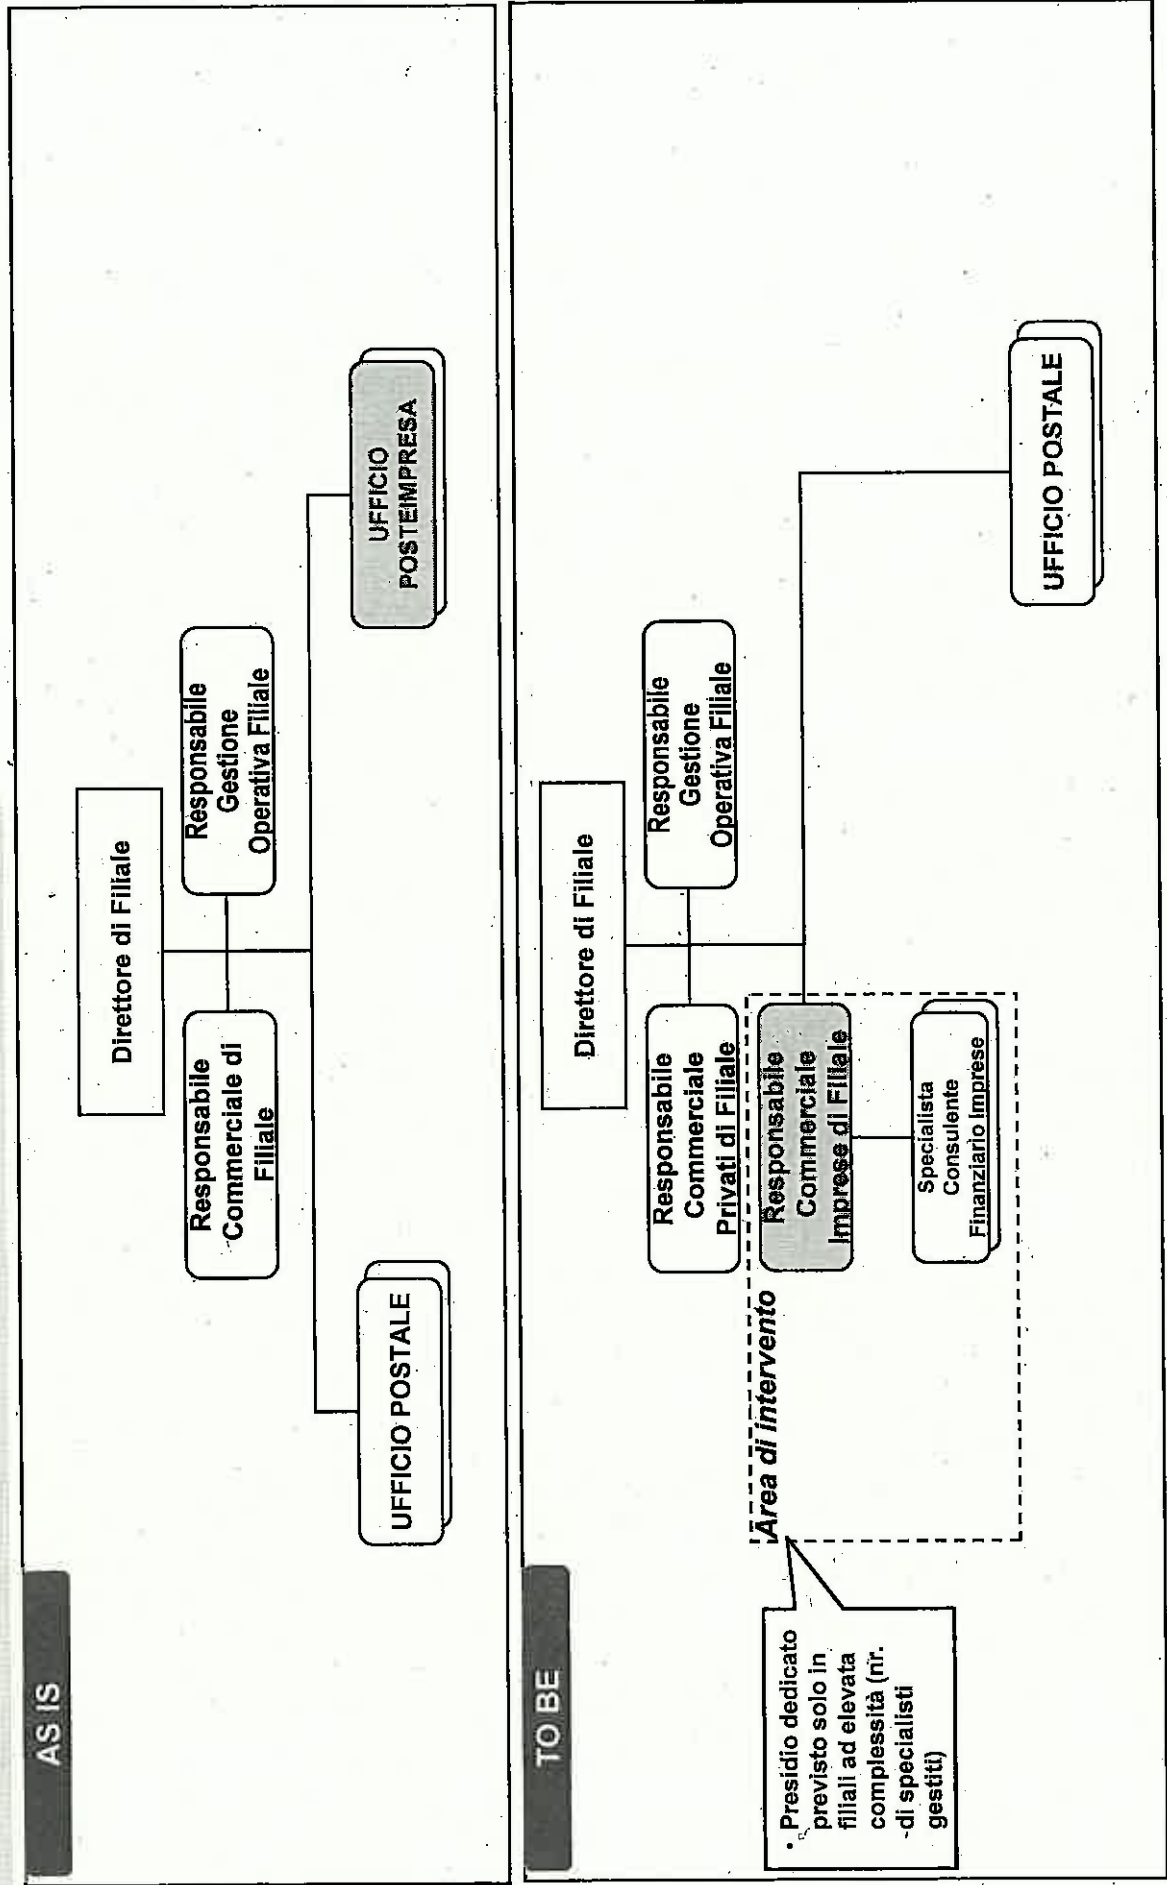 AS IS
Direttore di Filiale
Responsabile
Commerciale di
Filiale
Responsabile
Gestione
Operativa Filiale
UFFICIO POSTALE
UFFICIO
POSTEIMPRESA
TO BE
Direttore di Filiale
Responsabile
Commerciale
Privati di Filiale
Responsabile
Gestione
Operativa Filiale
Area di intervento
Responsabile
Commerciale
Imprese di Filiale
Specialista
Consulente
Finanziario Imprese
UFFICIO POSTALE
• Presidio dedicato
previsto solo in
filiali ad elevata
complessità (nr.
di specialisti
gestiti)